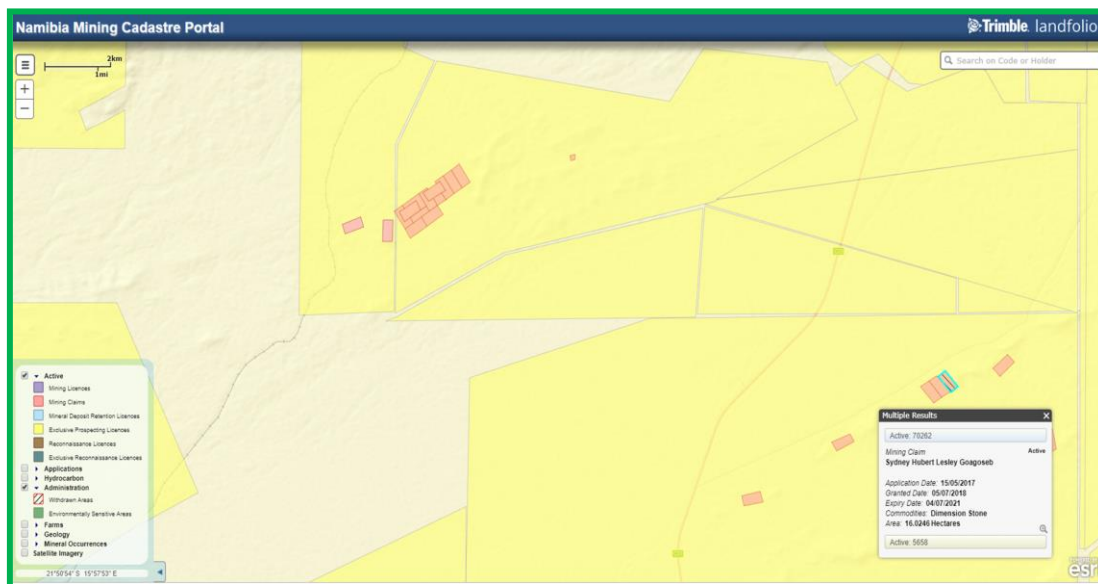 Namibia Mining Cadastre Portal
Trimble. landfolio
2km
1mi
Search on Code or Holder
Active
Mining Licences
Mining Claims
Mineral Deposit Retention Licences
Exclusive Prospecting Licences
Reconnaissance Licences
Exclusive Reconnaissance Licences
Applications
Hydrocarbon
Administration
Withdrawn Areas
Environmentally Sensitive Areas
Farms
Geology
Mineral Occurrences
Satellite Imagery
21°50'54" S 15°57'53" E
Multiple Results
Active: 70262
Mining Claim Active
Sydney Hubert Lesley Goagoseb
Application Date: 15/05/2017
Granted Date: 05/07/2018
Expiry Date: 04/07/2021
Commodities: Dimension Stone
Area: 16.0246 Hectares
Active: 5658
esri